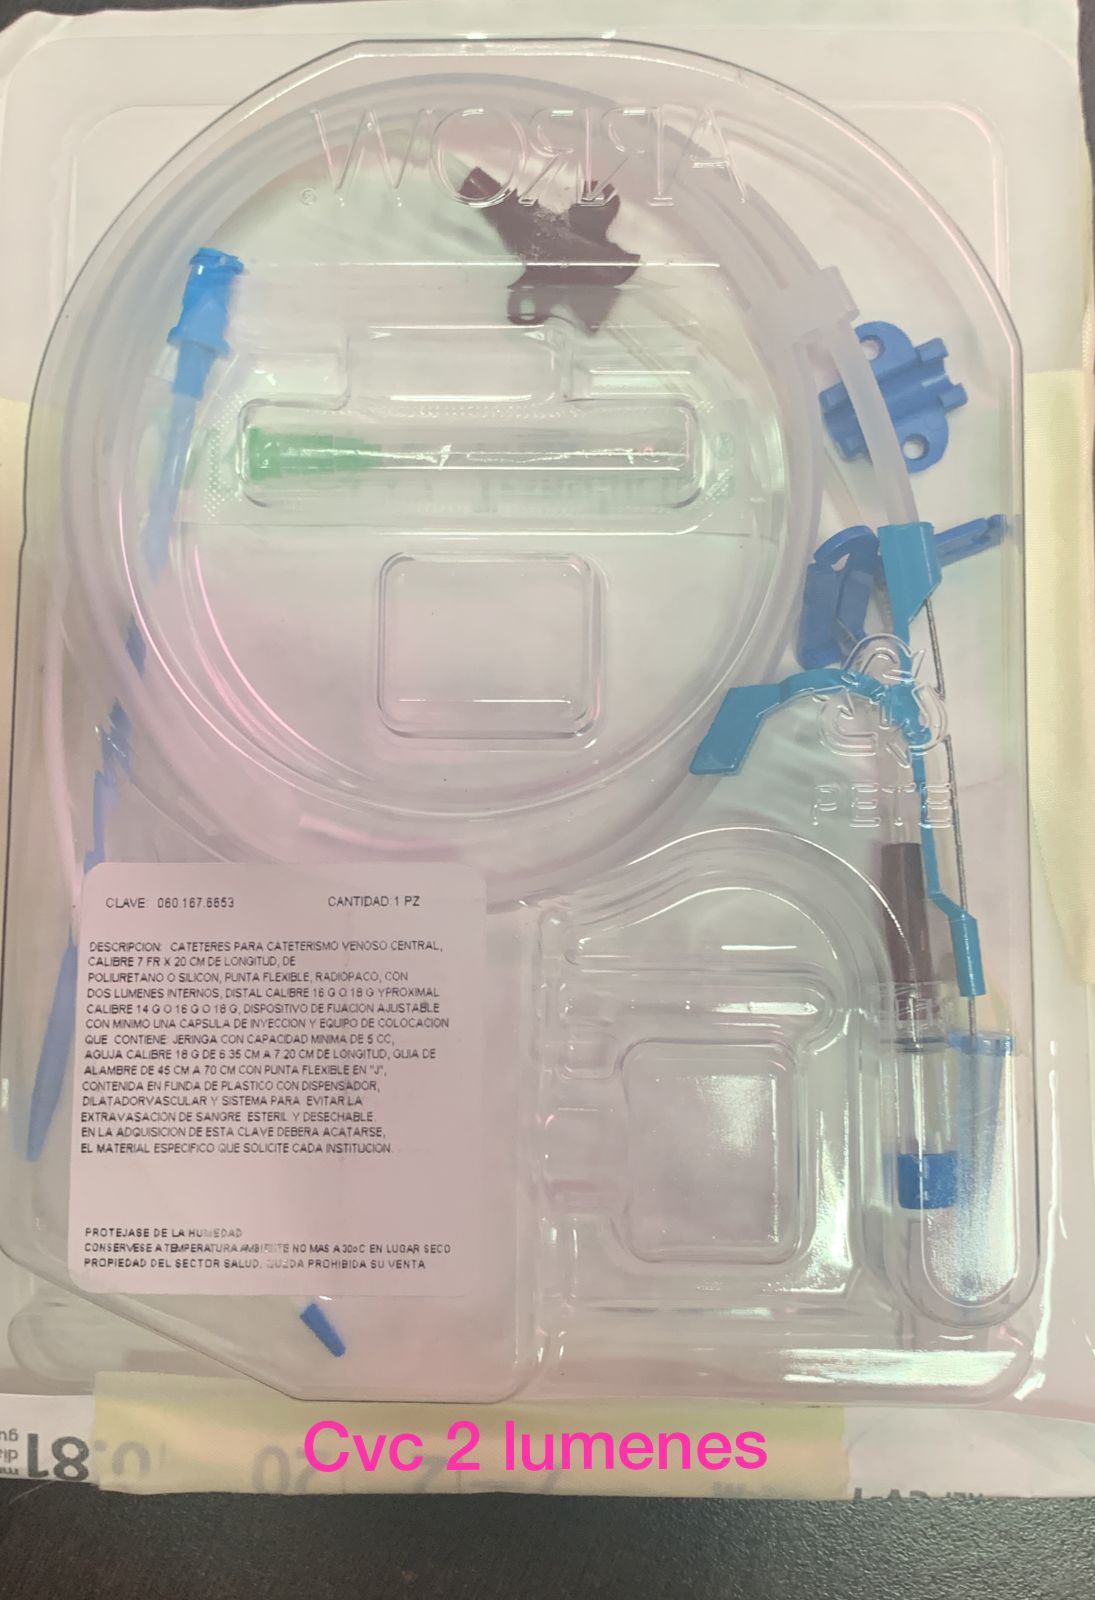 ARROW
®
CLAVE: 060.167.6653
CANTIDAD 1 PZ
DESCRIPCION: CATETERES PARA CATETERISMO VENOSO CENTRAL,
CALIBRE 7 FR X 20 CM DE LONGITUD, DE
POLIURETANO O SILICON, PUNTA FLEXIBLE, RADIOPACO, CON
DOS LUMENES INTERNOS, DISTAL CALIBRE 16 G O 18 G YPROXIMAL
CALIBRE 14 G O 16 G O 18 G, DISPOSITIVO DE FIJACION AJUSTABLE
CON MINIMO UNA CAPSULA DE INYECCION Y EQUIPO DE COLOCACION
QUE CONTIENE JERINGA CON CAPACIDAD MINIMA DE 5 CC,
AGUJA CALIBRE 18 G DE 6.35 CM A 7.20 CM DE LONGITUD, GUIA DE
ALAMBRE DE 45 CM A 70 CM CON PUNTA FLEXIBLE EN "J",
CONTENIDA EN FUNDA DE PLASTICO CON DISPENSADOR,
DILATADORVASCULAR Y SISTEMA PARA EVITAR LA
EXTRAVASACION DE SANGRE ESTERIL Y DESECHABLE.
EN LA ADQUISICION DE ESTA CLAVE DEBERA ACATARSE,
EL MATERIAL ESPECIFICO QUE SOLICITE CADA INSTITUCION.
PROTEJASE DE LA HUMEDAD
CONSERVESE A TEMPERATURA AMBIENTE NO MAS A 30oC EN LUGAR SECO
PROPIEDAD DEL SECTOR SALUD, QUEDA PROHIBIDA SU VENTA
1
PETE
Cvc 2 lumenes